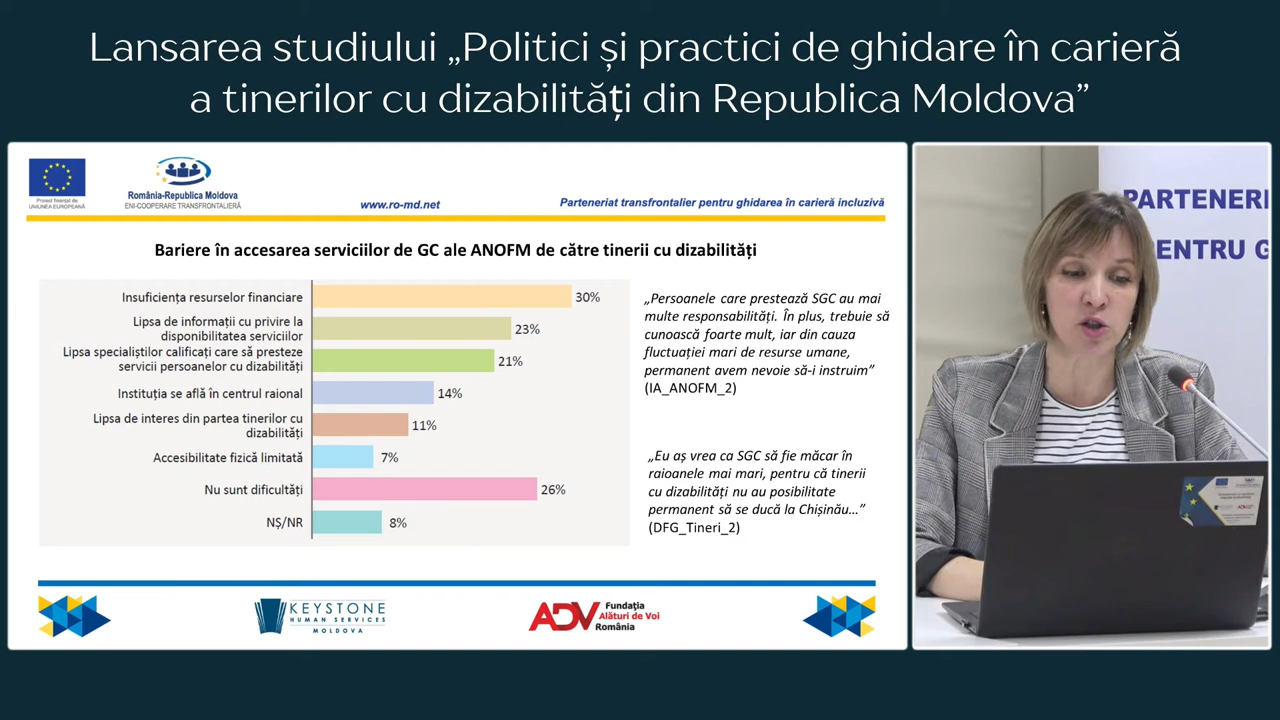 Lansarea studiului „Politici și practici de ghidare în carieră
a tinerilor cu dizabilități din Republica Moldova”
Proiect finanțat de
UNIUNEA EUROPEANĂ
România-Republica Moldova
ENI-COOPERARE TRANSFRONTALIERĂ
www.ro-md.net
Parteneriat transfrontalier pentru ghidarea în carieră incluzivă
Bariere în accesarea serviciilor de GC ale ANOFM de către tinerii cu dizabilități
Insuficiența resurselor financiare 30%
Lipsa de informații cu privire la
disponibilitatea serviciilor 23%
Lipsa specialiștilor calificați care să presteze
servicii persoanelor cu dizabilități 21%
Instituția se află în centrul raional 14%
Lipsa de interes din partea tinerilor cu
dizabilități 11%
Accesibilitate fizică limitată 7%
Nu sunt dificultăți 26%
NȘ/NR 8%
„Persoanele care prestează SGC au mai
multe responsabilități. În plus, trebuie să
cunoască foarte mult, iar din cauza
fluctuației mari de resurse umane,
permanent avem nevoie să-i instruim”
(IA_ANOFM_2)
„Eu aș vrea ca SGC să fie măcar în
raioanele mai mari, pentru că tinerii
cu dizabilități nu au posibilitate
permanent să se ducă la Chișinău…”
(DFG_Tineri_2)
KEYSTONE
HUMAN SERVICES
MOLDOVA
ADV
Fundația
Alături de Voi
România
PARTENERI
PENTRU G